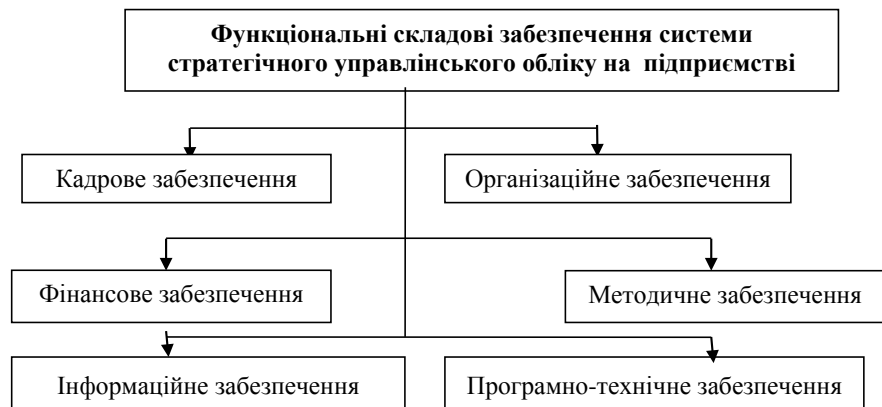 Функціональні складові забезпечення системи
стратегічного управлінського обліку на підприємстві
Кадрове забезпечення
Організаційне забезпечення
Фінансове забезпечення
Методичне забезпечення
Інформаційне забезпечення
Програмно-технічне забезпечення